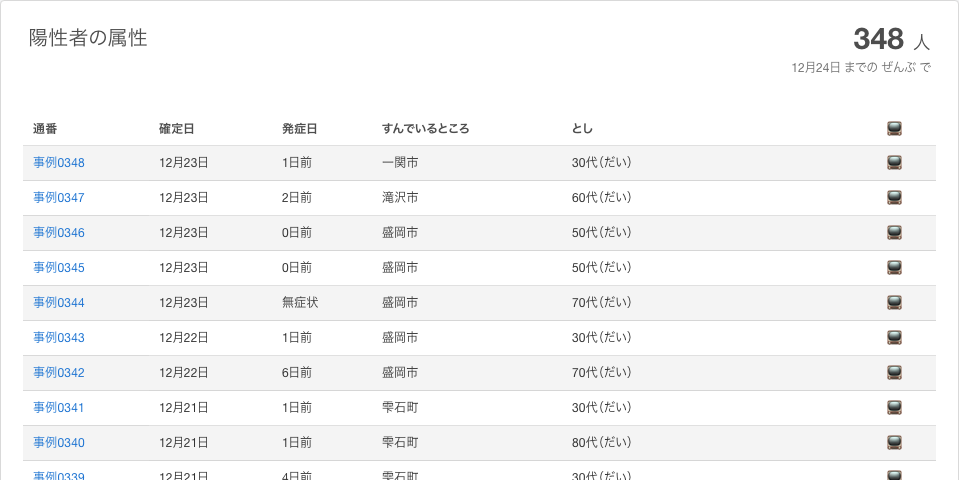 陽性者の属性
348 人
12月24日 までの ぜんぶ で
通番 確定日 発症日 すんでいるところ とし
事例0348 12月23日 1日前 一関市 30代(だい)
事例0347 12月23日 2日前 滝沢市 60代(だい)
事例0346 12月23日 0日前 盛岡市 50代(だい)
事例0345 12月23日 0日前 盛岡市 50代(だい)
事例0344 12月23日 無症状 盛岡市 70代(だい)
事例0343 12月22日 1日前 盛岡市 30代(だい)
事例0342 12月22日 6日前 盛岡市 70代(だい)
事例0341 12月21日 1日前 雫石町 30代(だい)
事例0340 12月21日 1日前 雫石町 80代(だい)
事例0339 12月21日 4日前 雫石町 30代(だい)